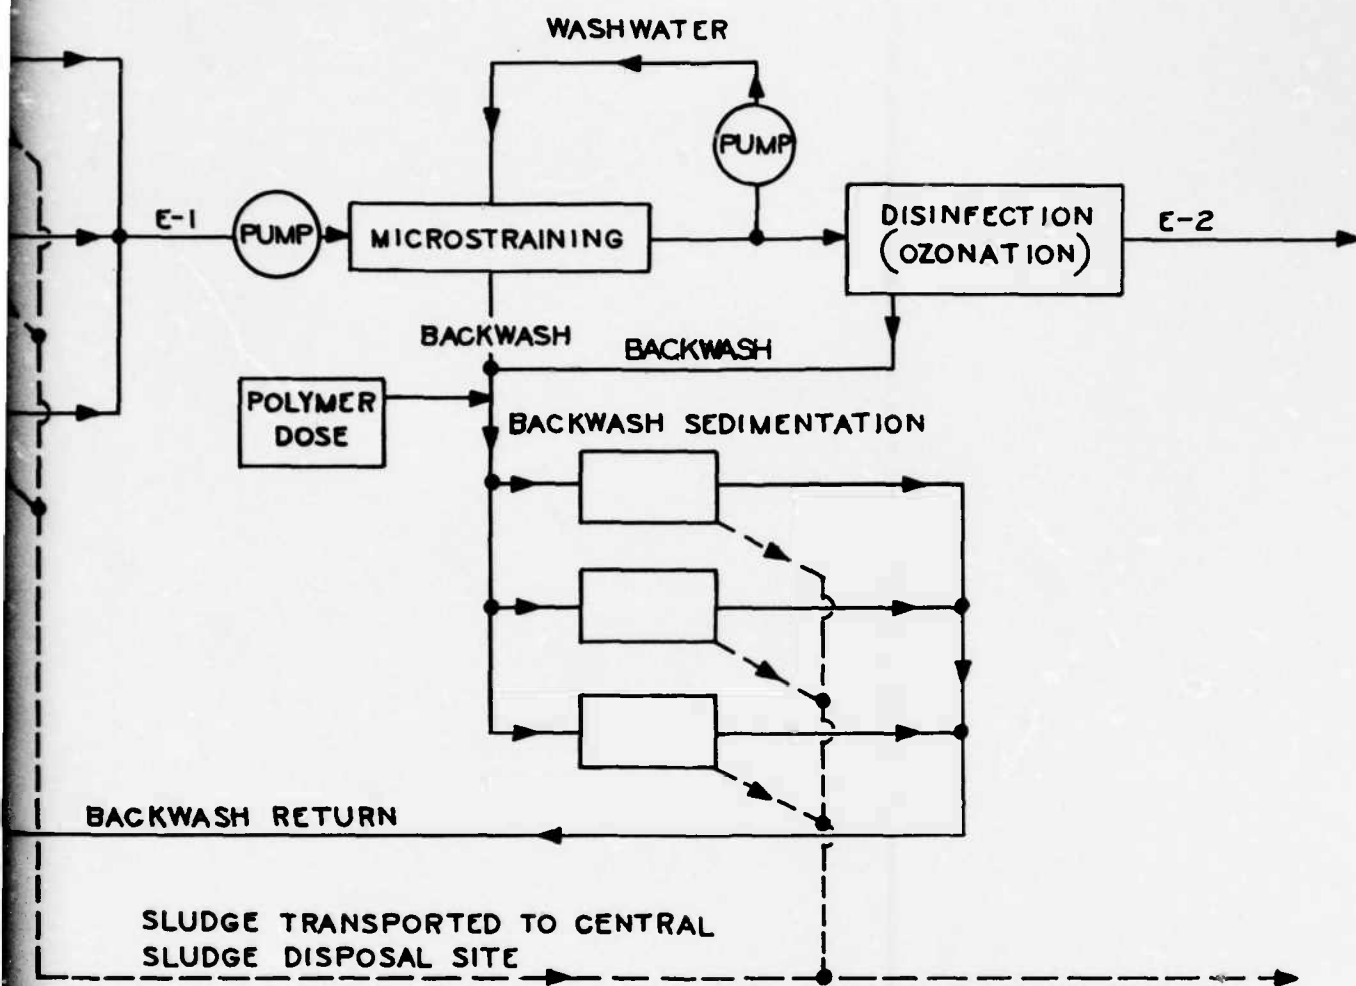 WASHWATER
PUMP
E-1
PUMP
MICROSTRAINING
DISINFECTION
(OZONATION)
E-2
BACKWASH
BACKWASH
POLYMER
DOSE
BACKWASH SEDIMENTATION
BACKWASH RETURN
SLUDGE TRANSPORTED TO CENTRAL
SLUDGE DISPOSAL SITE